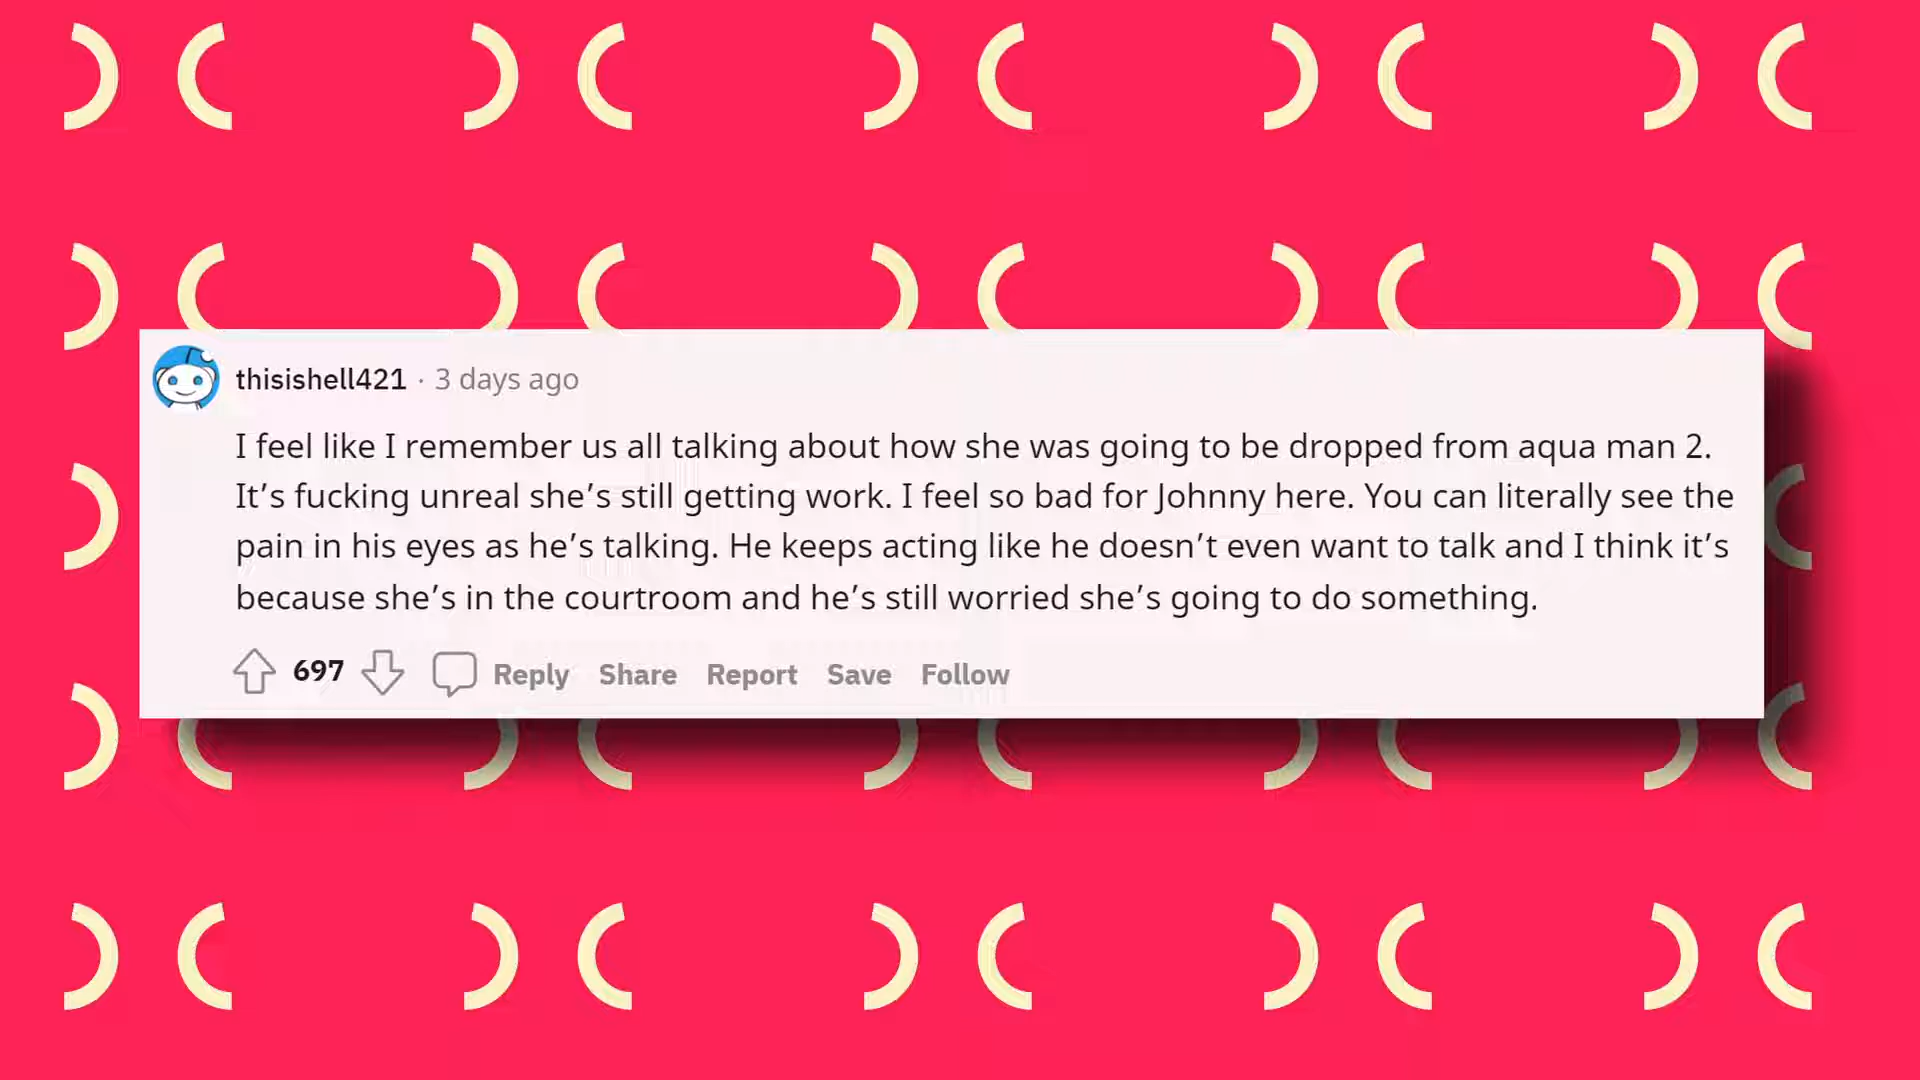 thisishell421 · 3 days ago
I feel like I remember us all talking about how she was going to be dropped from aqua man 2.
It’s fucking unreal she’s still getting work. I feel so bad for Johnny here. You can literally see the
pain in his eyes as he’s talking. He keeps acting like he doesn’t even want to talk and I think it’s
because she’s in the courtroom and he’s still worried she’s going to do something.
697 Reply Share Report Save Follow